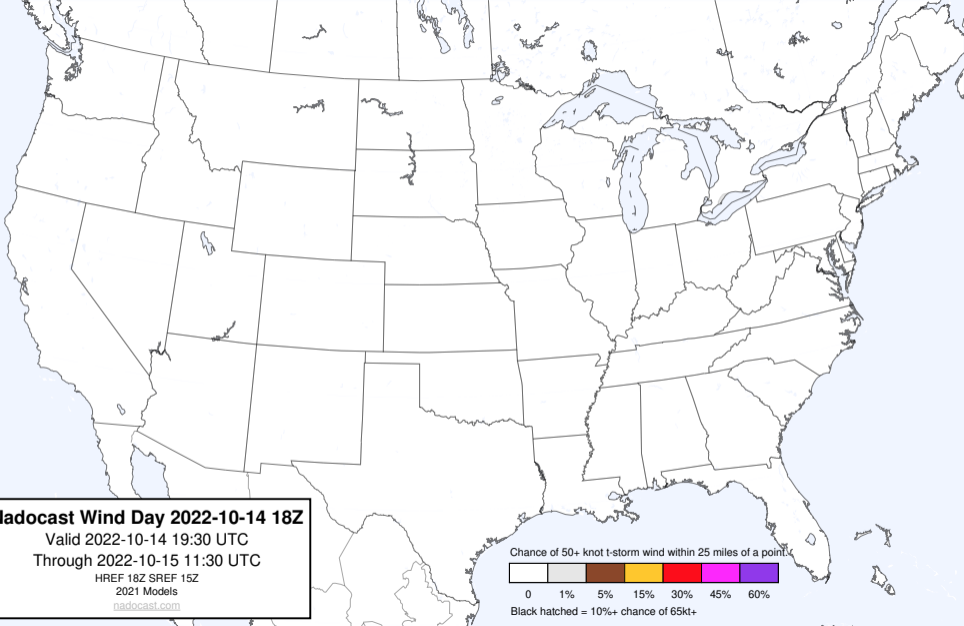 Nadocast Wind Day 2022-10-14 18Z
Valid 2022-10-14 19:30 UTC
Through 2022-10-15 11:30 UTC
HREF 18Z SREF 15Z
2021 Models
nadocast.com
Chance of 50+ knot t-storm wind within 25 miles of a point.
0 1% 5% 15% 30% 45% 60%
Black hatched = 10%+ chance of 65kt+